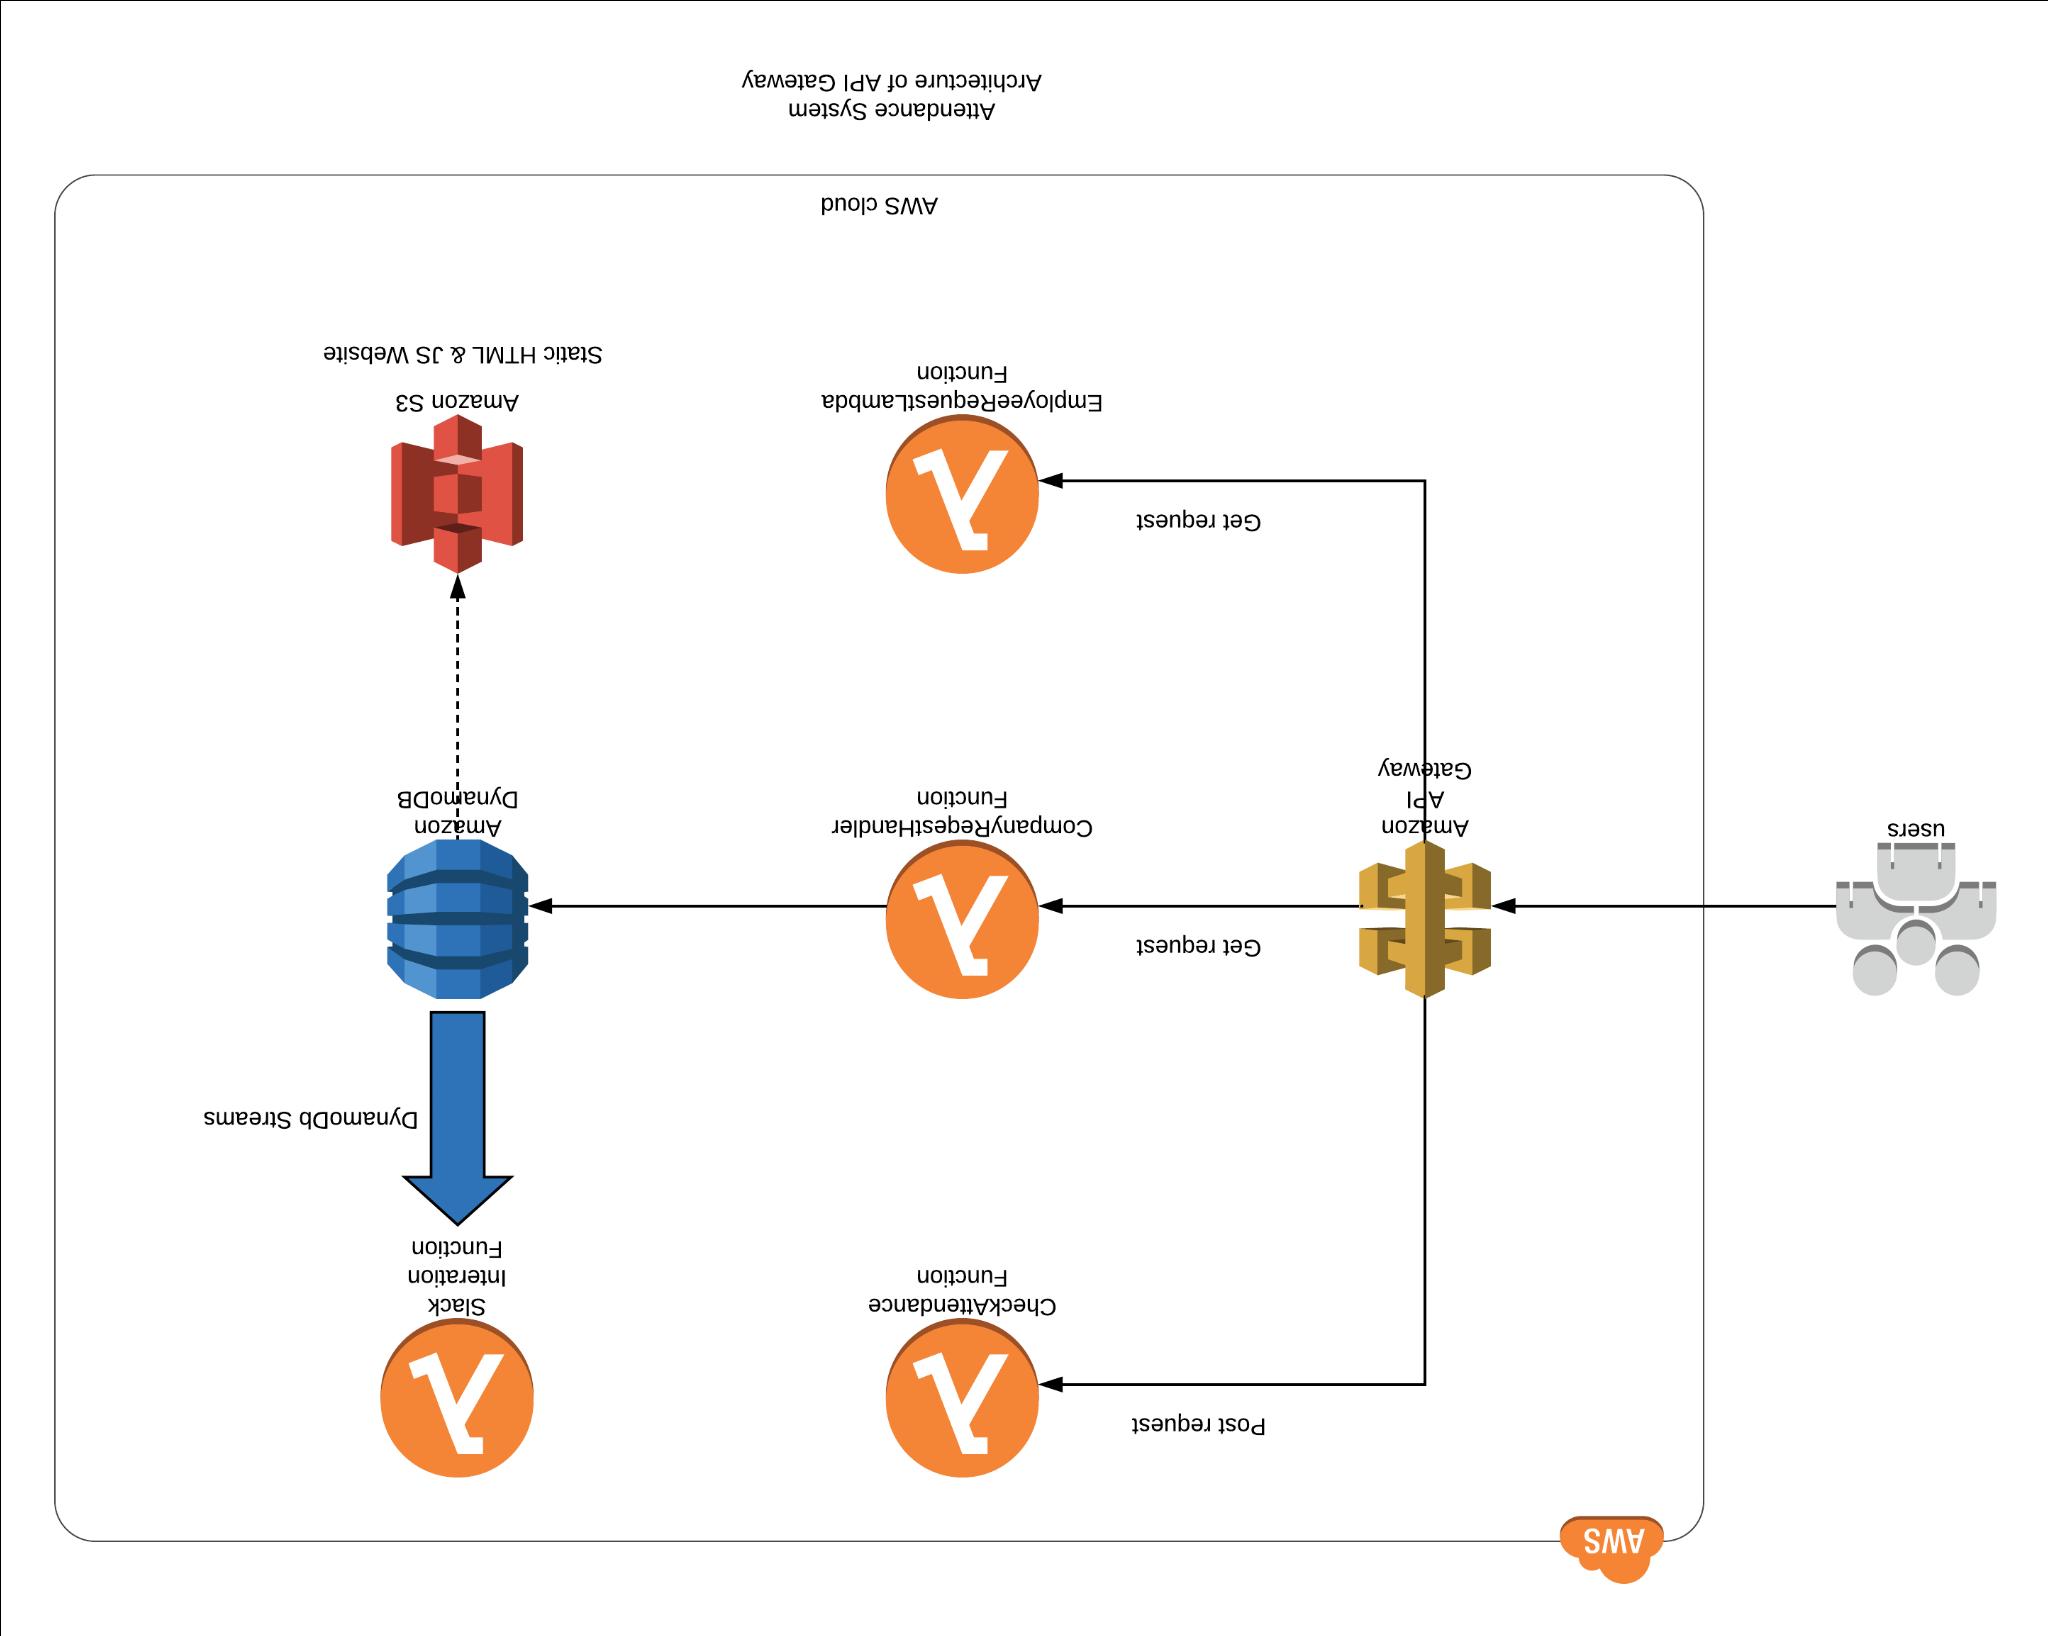 AWS
Post request
CheckAttendance
Function
Slack
Interation
Function
DynamoDb Streams
Get request
users
Amazon
API
Gateway
CompanyReqestHandler
Function
Amazon
DynamoDB
Get request
EmployeeRequestLambda
Function
Amazon S3
Static HTML & JS Website
AWS cloud
Attendance System
Architecture of API Gateway